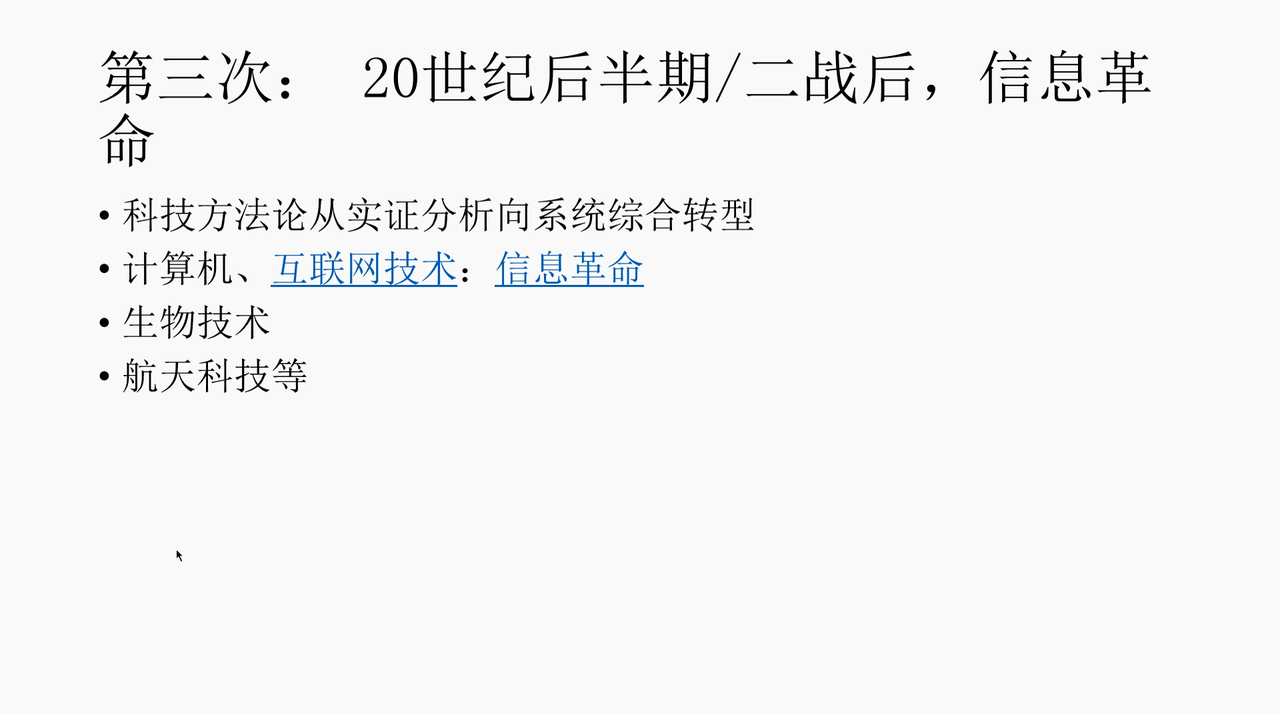 第三次： 20世纪后半期/二战后，信息革
命
• 科技方法论从实证分析向系统综合转型
• 计算机、互联网技术：信息革命
• 生物技术
• 航天科技等